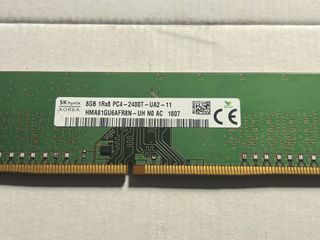 SK hynix
KOREA
8GB 1Rx8 PC4-2400T-UA2-11
HMA81GU6AFR8N-UH N0 AC 1807